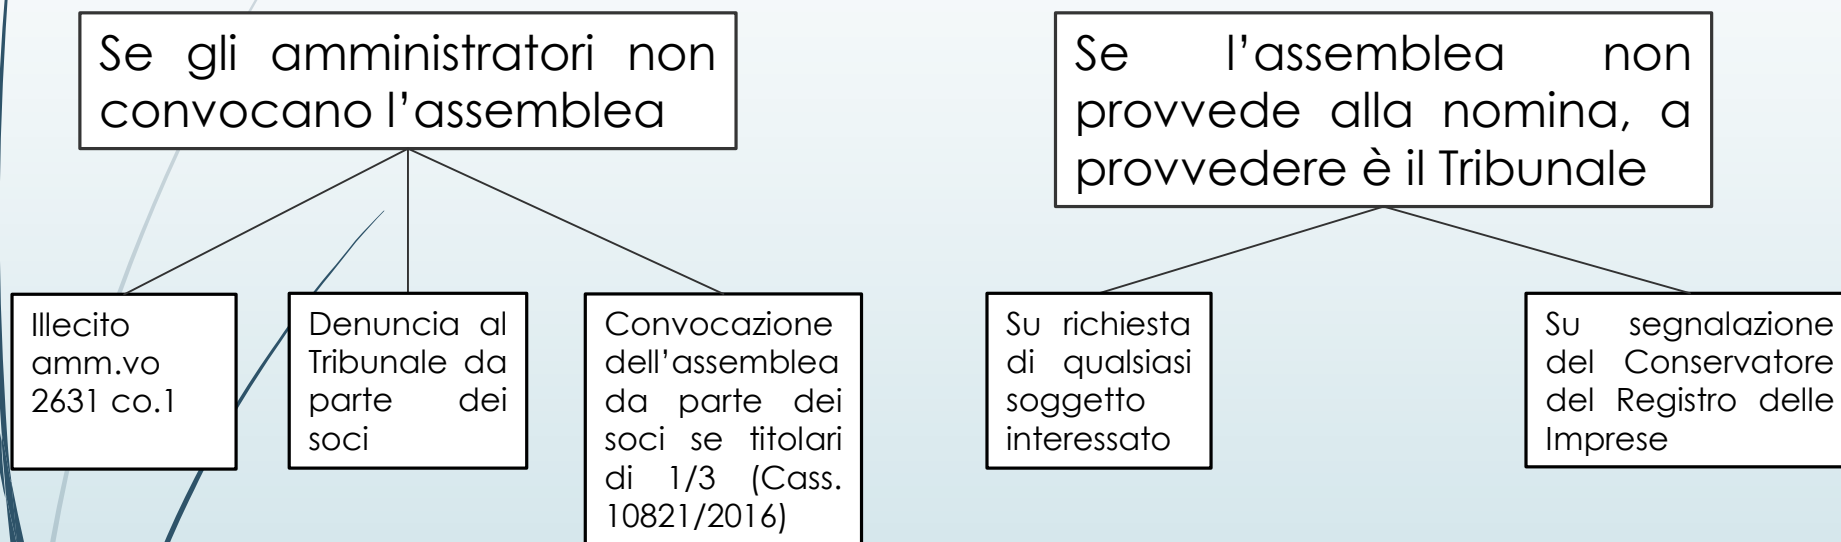 Se gli amministratori non
convocano l'assemblea
Se l'assemblea non
provvede alla nomina, a
provvedere è il Tribunale
Illecito
amm.vo
2631 co.1
Denuncia al
Tribunale da
parte dei
soci
Convocazione
dell'assemblea
da parte dei
soci se titolari
di 1/3 (Cass.
10821/2016)
Su richiesta
di qualsiasi
soggetto
interessato
Su segnalazione
del Conservatore
del Registro delle
Imprese